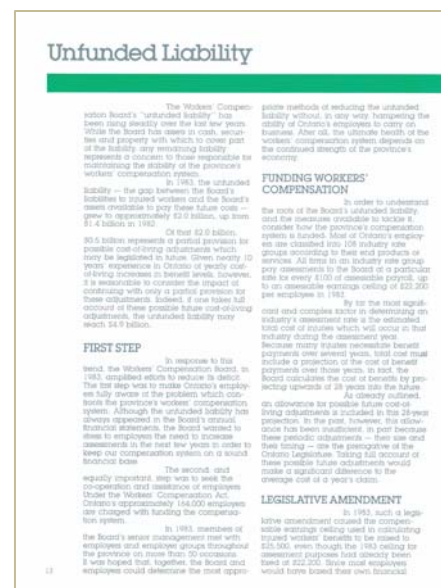 Unfunded Liability
The Workers' Compen-
sation Board's "unfunded liability" has
been rising steadily over the last few years.
While the Board has assets in cash, securi-
ties and property with which to cover part
of the liability, any remaining liability
represents a concern to those responsible for
maintaining the stability of the province's
workers' compensation system.
In 1983, the unfunded
liability — the gap between the Board's
liabilities to injured workers and the Board's
assets available to pay these future costs —
grew to approximately $2.0 billion, up from
$1.4 billion in 1982.
Of that $2.0 billion,
$0.5 billion represents a partial provision for
possible cost-of-living adjustments which
may be legislated in future. Given nearly 10
years' experience in Ontario of yearly cost-
of-living increases in benefit levels, however,
it is reasonable to consider the impact of
continuing with only a partial provision for
these adjustments. Indeed, if one takes full
account of these possible future cost-of-living
adjustments, the unfunded liability may
reach $4.9 billion.
FIRST STEP
In response to this
trend, the Workers' Compensation Board, in
1983, amplified efforts to reduce its deficit.
The first step was to make Ontario's employ-
ers fully aware of the problem which con-
fronts the province's workers' compensation
system. Although the unfunded liability has
always appeared in the Board's annual
financial statements, the Board wanted to
stress to employers the need to increase
assessments in the next few years in order to
keep our compensation system on a sound
financial base.
The second, and
equally important, step was to seek the
co-operation and assistance of employers.
Under the Workers' Compensation Act,
Ontario's approximately 164,000 employers
are charged with funding the compensa-
tion system.
In 1983, members of
the Board's senior management met with
employers and employer groups throughout
the province on more than 50 occasions.
It was hoped that, together, the Board and
employers could determine the most appro-
priate methods of reducing the unfunded
liability without, in any way, hampering the
ability of Ontario's employers to carry on
business. After all, the ultimate health of the
workers' compensation system depends on
the continued strength of the province's
economy.
FUNDING WORKERS'
COMPENSATION
In order to understand
the roots of the Board's unfunded liability,
and the measures available to tackle it,
consider how the province's compensation
system is funded. Most of Ontario's employ-
ers are classified into 108 industry rate
groups according to their end products or
services. All firms in an industry rate group
pay assessments to the Board at a particular
rate for every $100 of assessable payroll, up
to an assessable earnings ceiling of $22,200
per employee in 1983.
By far the most signifi-
cant and complex factor in determining an
industry's assessment rate is the estimated
total cost of injuries which will occur in that
industry during the assessment year.
Because many injuries necessitate benefit
payments over several years, total cost must
include a projection of the cost of benefit
payments over those years; in fact, the
Board calculates the cost of benefits by pro-
jecting upwards of 28 years into the future.
As already outlined,
an allowance for possible future cost-of-
living adjustments is included in this 28-year
projection. In the past, however, this allow-
ance has been insufficient, in part because
these periodic adjustments — their size and
their timing — are the prerogative of the
Ontario Legislature. Taking full account of
these possible future adjustments would
make a significant difference to the
average cost of a year's claim.
LEGISLATIVE AMENDMENT
In 1983, such a legis-
lative amendment caused the compen-
sable earnings ceiling used in calculating
injured workers' benefits to be raised to
$25,500, even though the 1983 ceiling for
assessment purposes had already been
fixed at $22,200. Since most employers
would have based their own financial